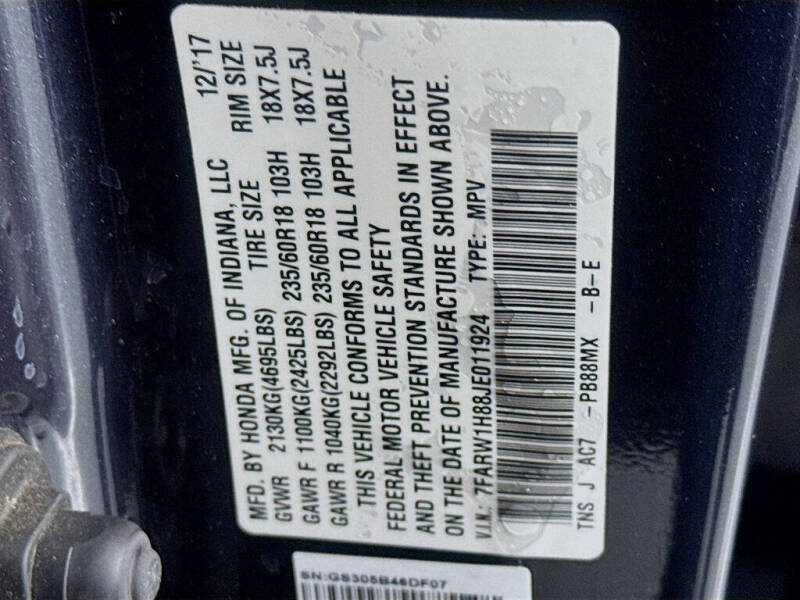 MFD. BY HONDA MFG. OF INDIANA, LLC 12/'17
GVWR 2130KG(4695LBS) TIRE SIZE RIM SIZE
GAWR F 1100KG(2425LBS) 235/60R18 103H 18X7.5J
GAWR R 1040KG(2292LBS) 235/60R18 103H 18X7.5J
THIS VEHICLE CONFORMS TO ALL APPLICABLE
FEDERAL MOTOR VEHICLE SAFETY
AND THEFT PREVENTION STANDARDS IN EFFECT
ON THE DATE OF MANUFACTURE SHOWN ABOVE.
V.I.N.: 7FARW1H88JE011924 TYPE: MPV
TNS J AC7 -PB88MX -B-E
SN:GS305B46DF07